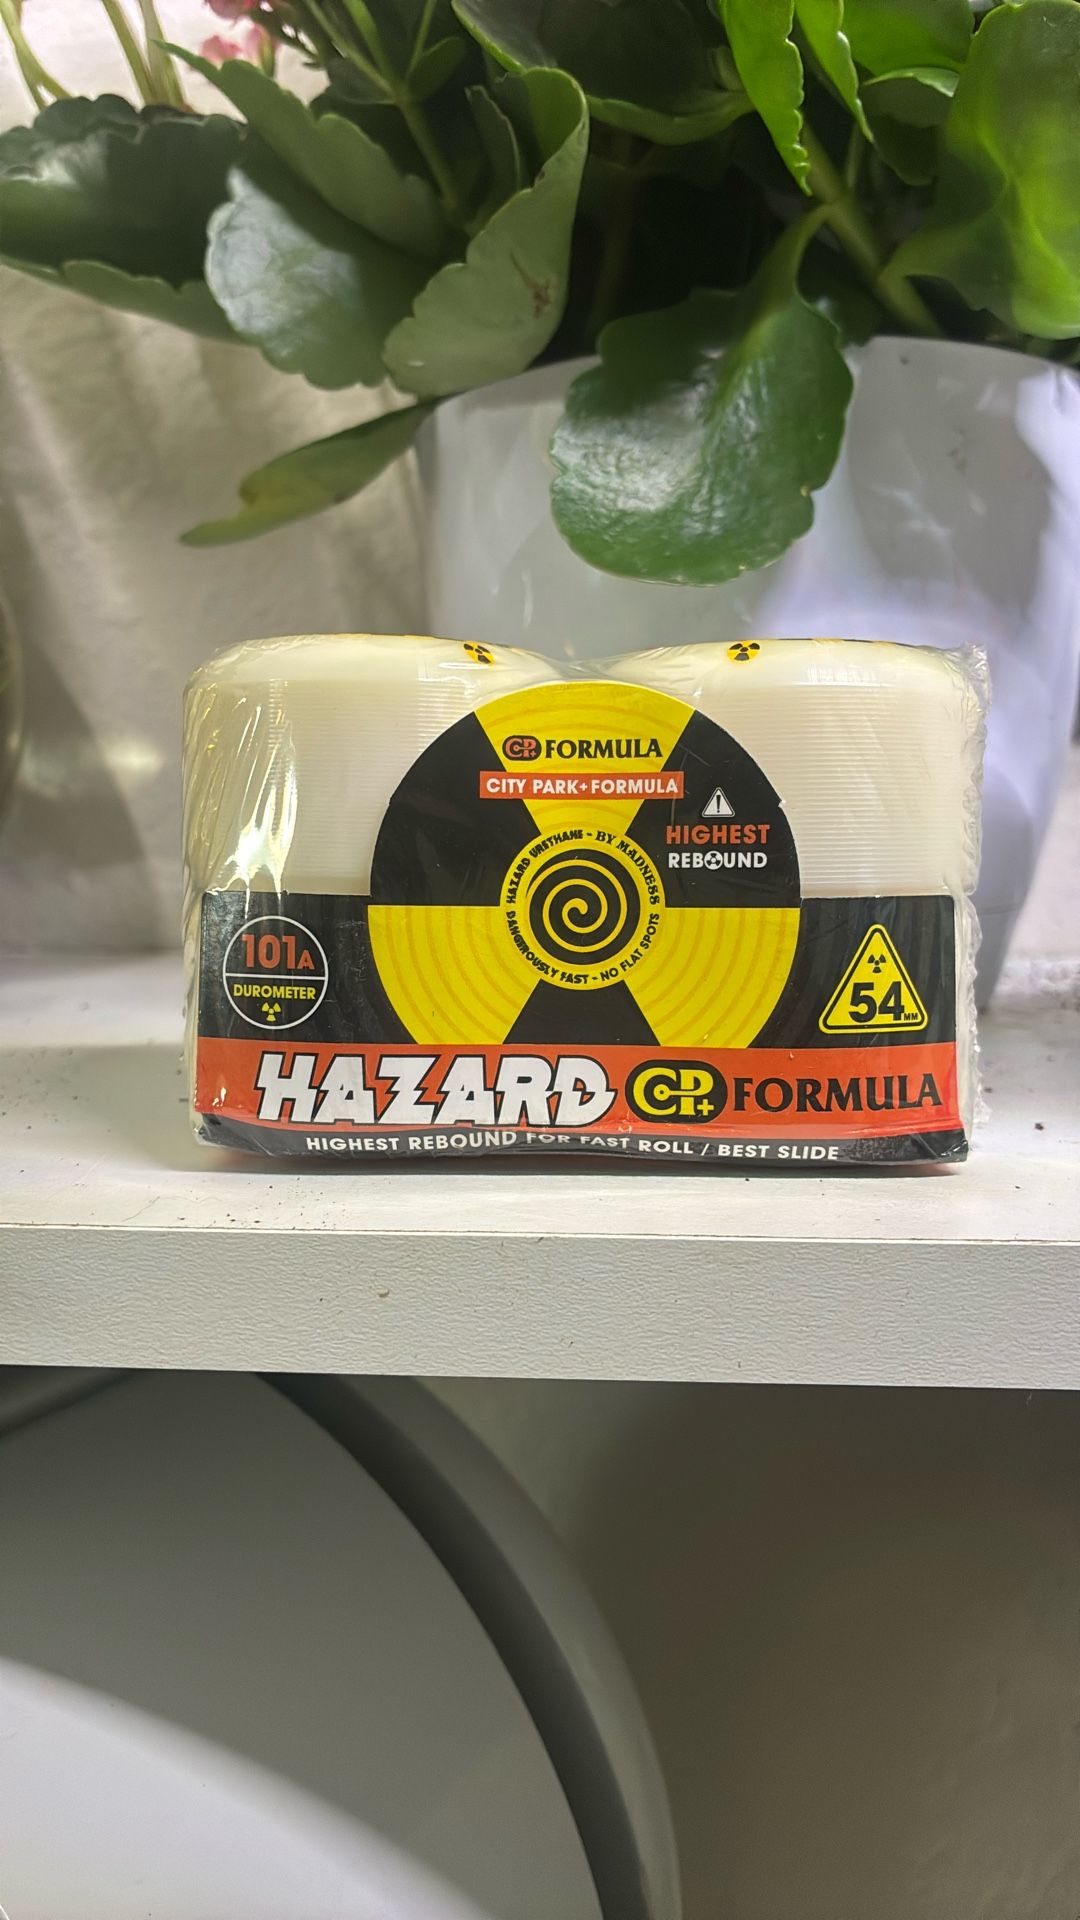 CP+ FORMULA
CITY PARK+FORMULA
HIGHEST
REBOUND
HAZARD URETHANE - BY MADNESS
DANGEROUSLY FAST - NO FLAT SPOTS
101A
DUROMETER
54MM
HAZARD CP+ FORMULA
HIGHEST REBOUND FOR FAST ROLL / BEST SLIDE